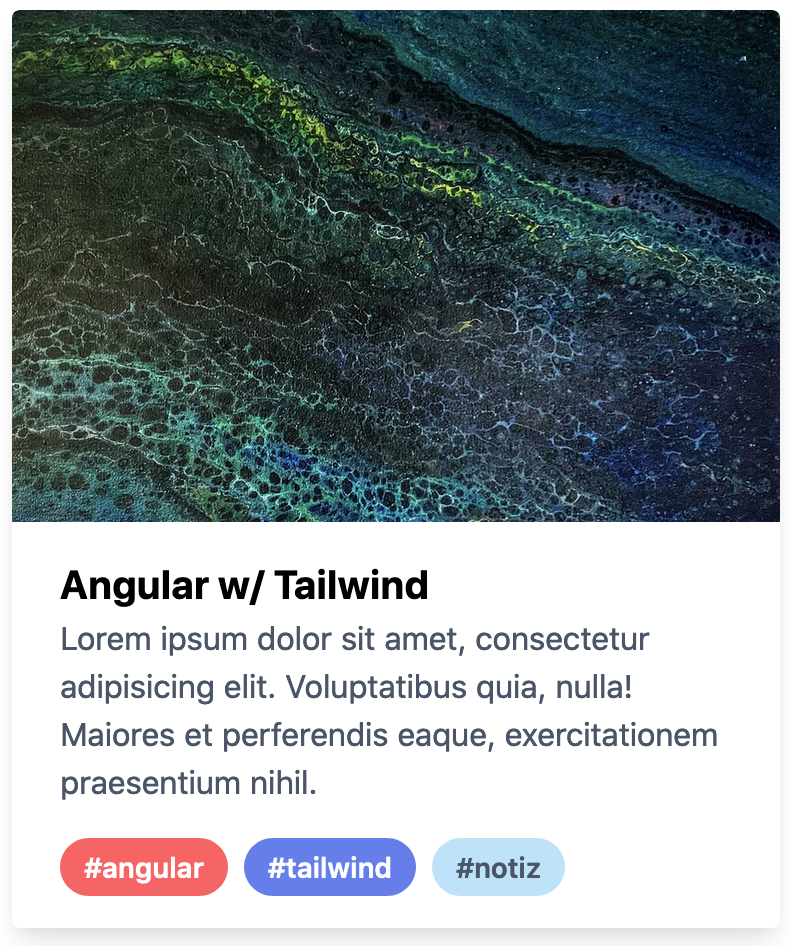 Angular w/ Tailwind
Lorem ipsum dolor sit amet, consectetur
adipisicing elit. Voluptatibus quia, nulla!
Maiores et perferendis eaque, exercitationem
praesentium nihil.
#angular #tailwind #notiz